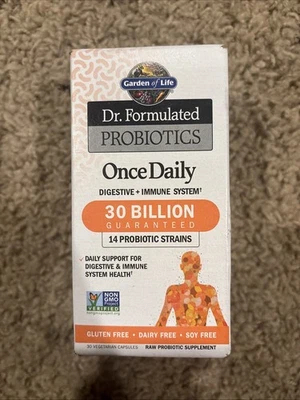 Garden of Life
Dr. Formulated
PROBIOTICS
Once Daily
DIGESTIVE + IMMUNE SYSTEM†
30 BILLION
GUARANTEED
14 PROBIOTIC STRAINS
DAILY SUPPORT FOR
DIGESTIVE & IMMUNE
SYSTEM HEALTH†
NON
GMO
Project
VERIFIED
nongmoproject.org
GLUTEN FREE • DAIRY FREE • SOY FREE
30 VEGETARIAN CAPSULES
RAW PROBIOTIC SUPPLEMENT